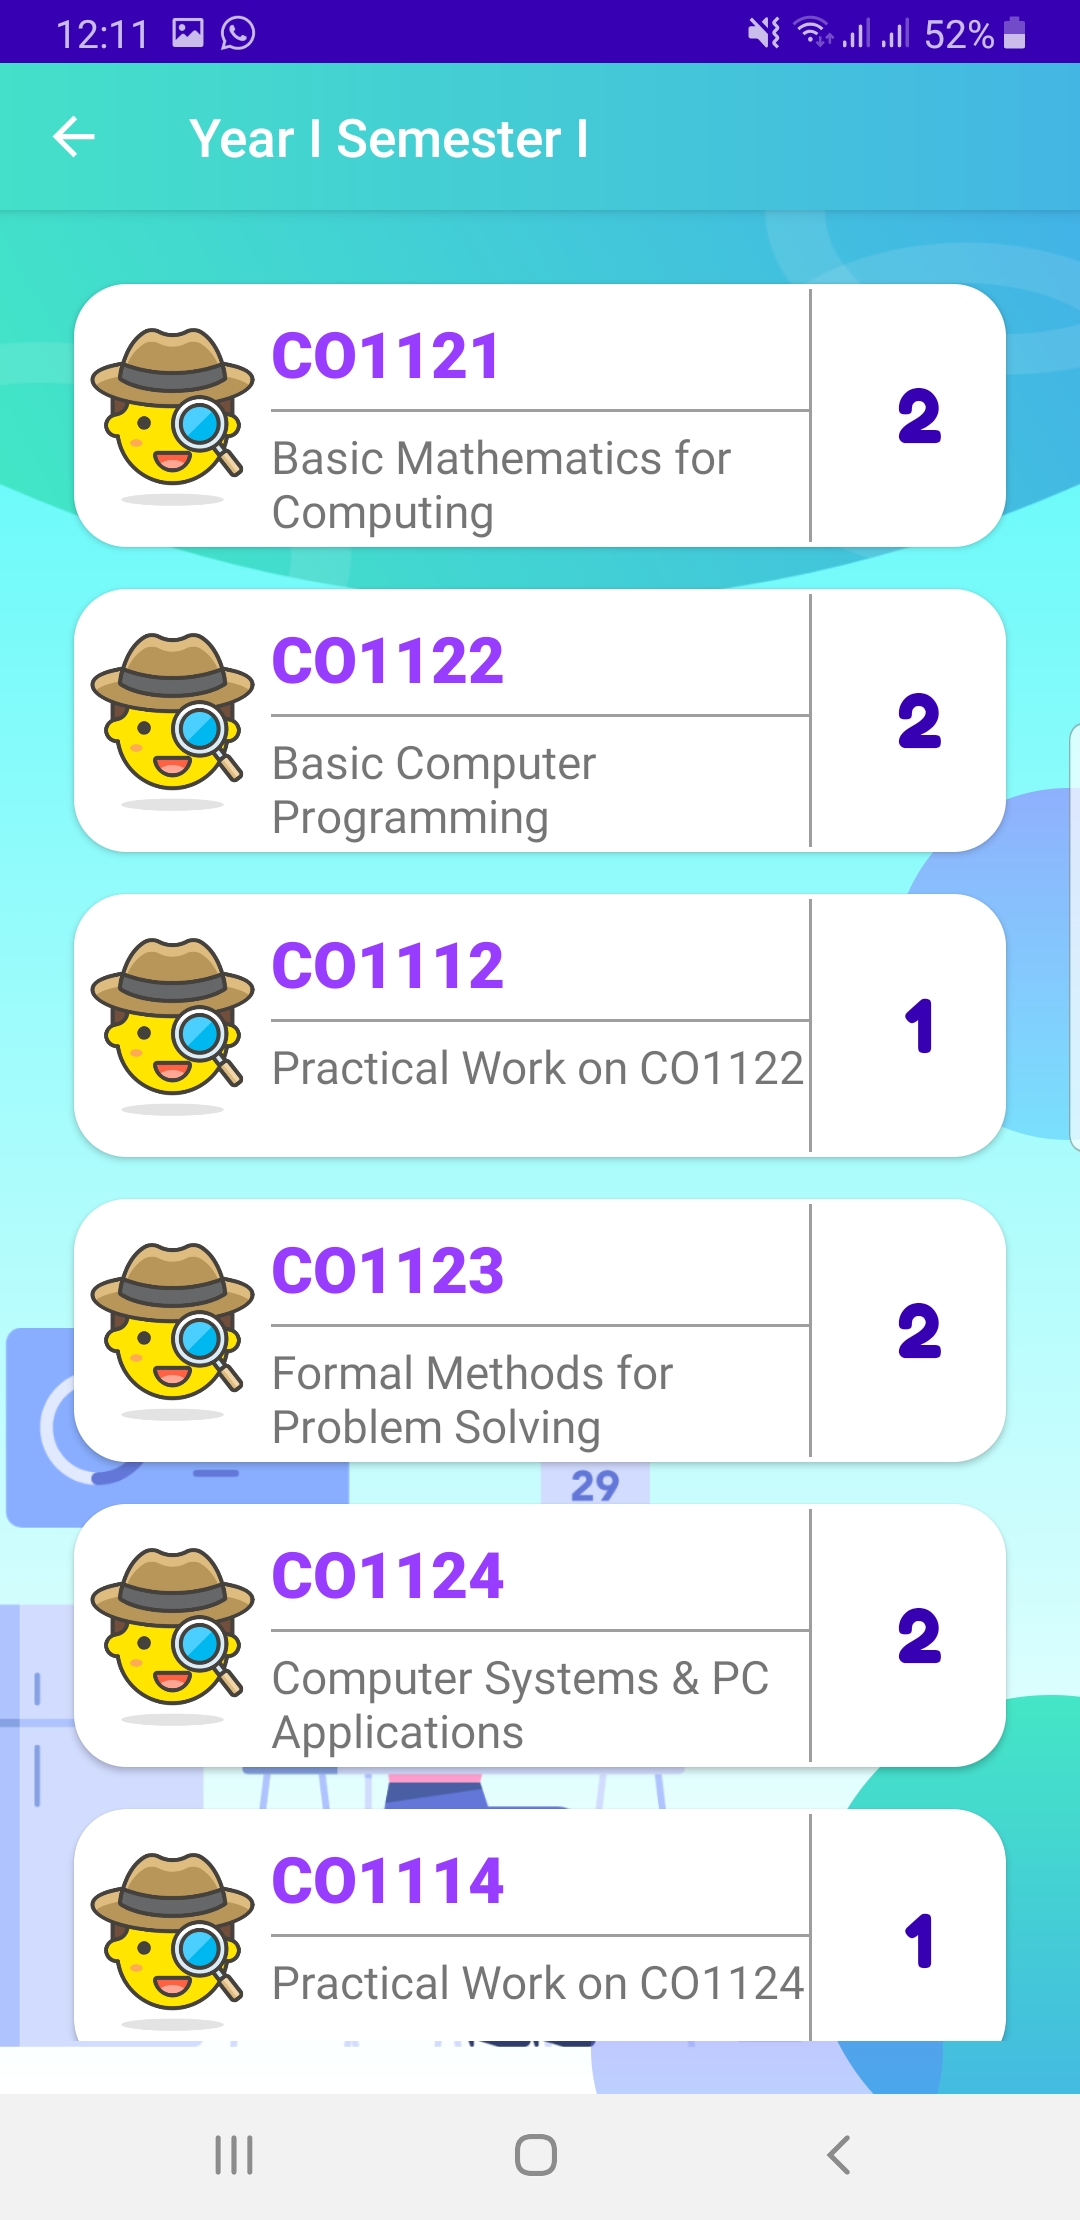 12:11
52%
Year I Semester I
CO1121
Basic Mathematics for
Computing
2
CO1122
Basic Computer
Programming
2
CO1112
Practical Work on CO1122
1
CO1123
Formal Methods for
Problem Solving
2
29
CO1124
Computer Systems & PC
Applications
2
CO1114
Practical Work on CO1124
1